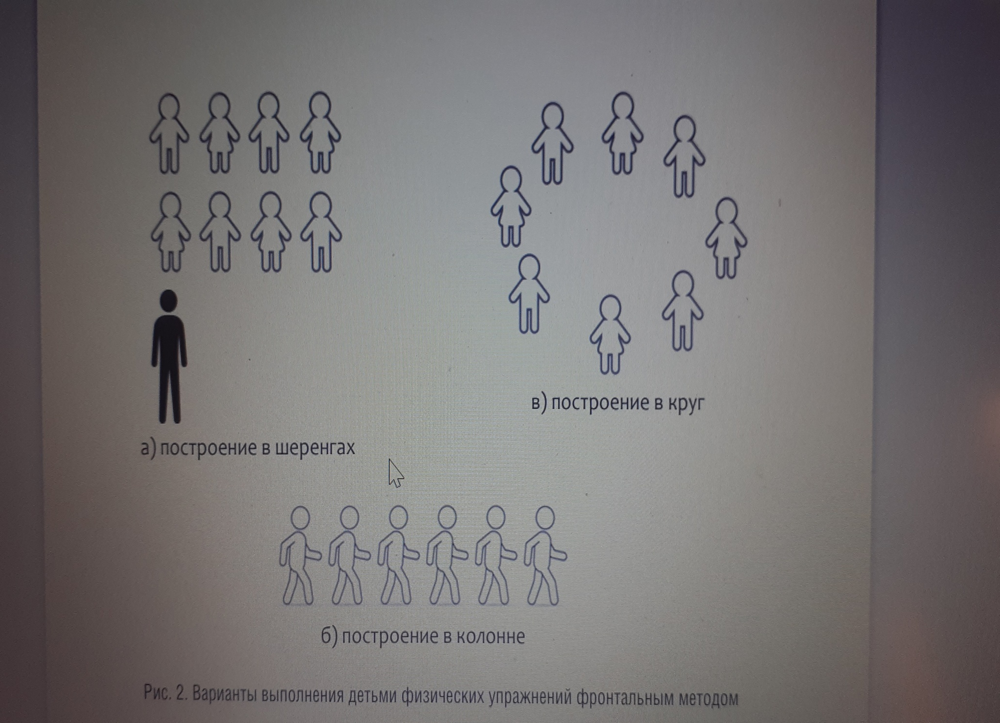 в) построение в круг
а) построение в шеренгах
б) построение в колонне
Рис. 2. Варианты выполнения детьми физических упражнений фронтальным методом